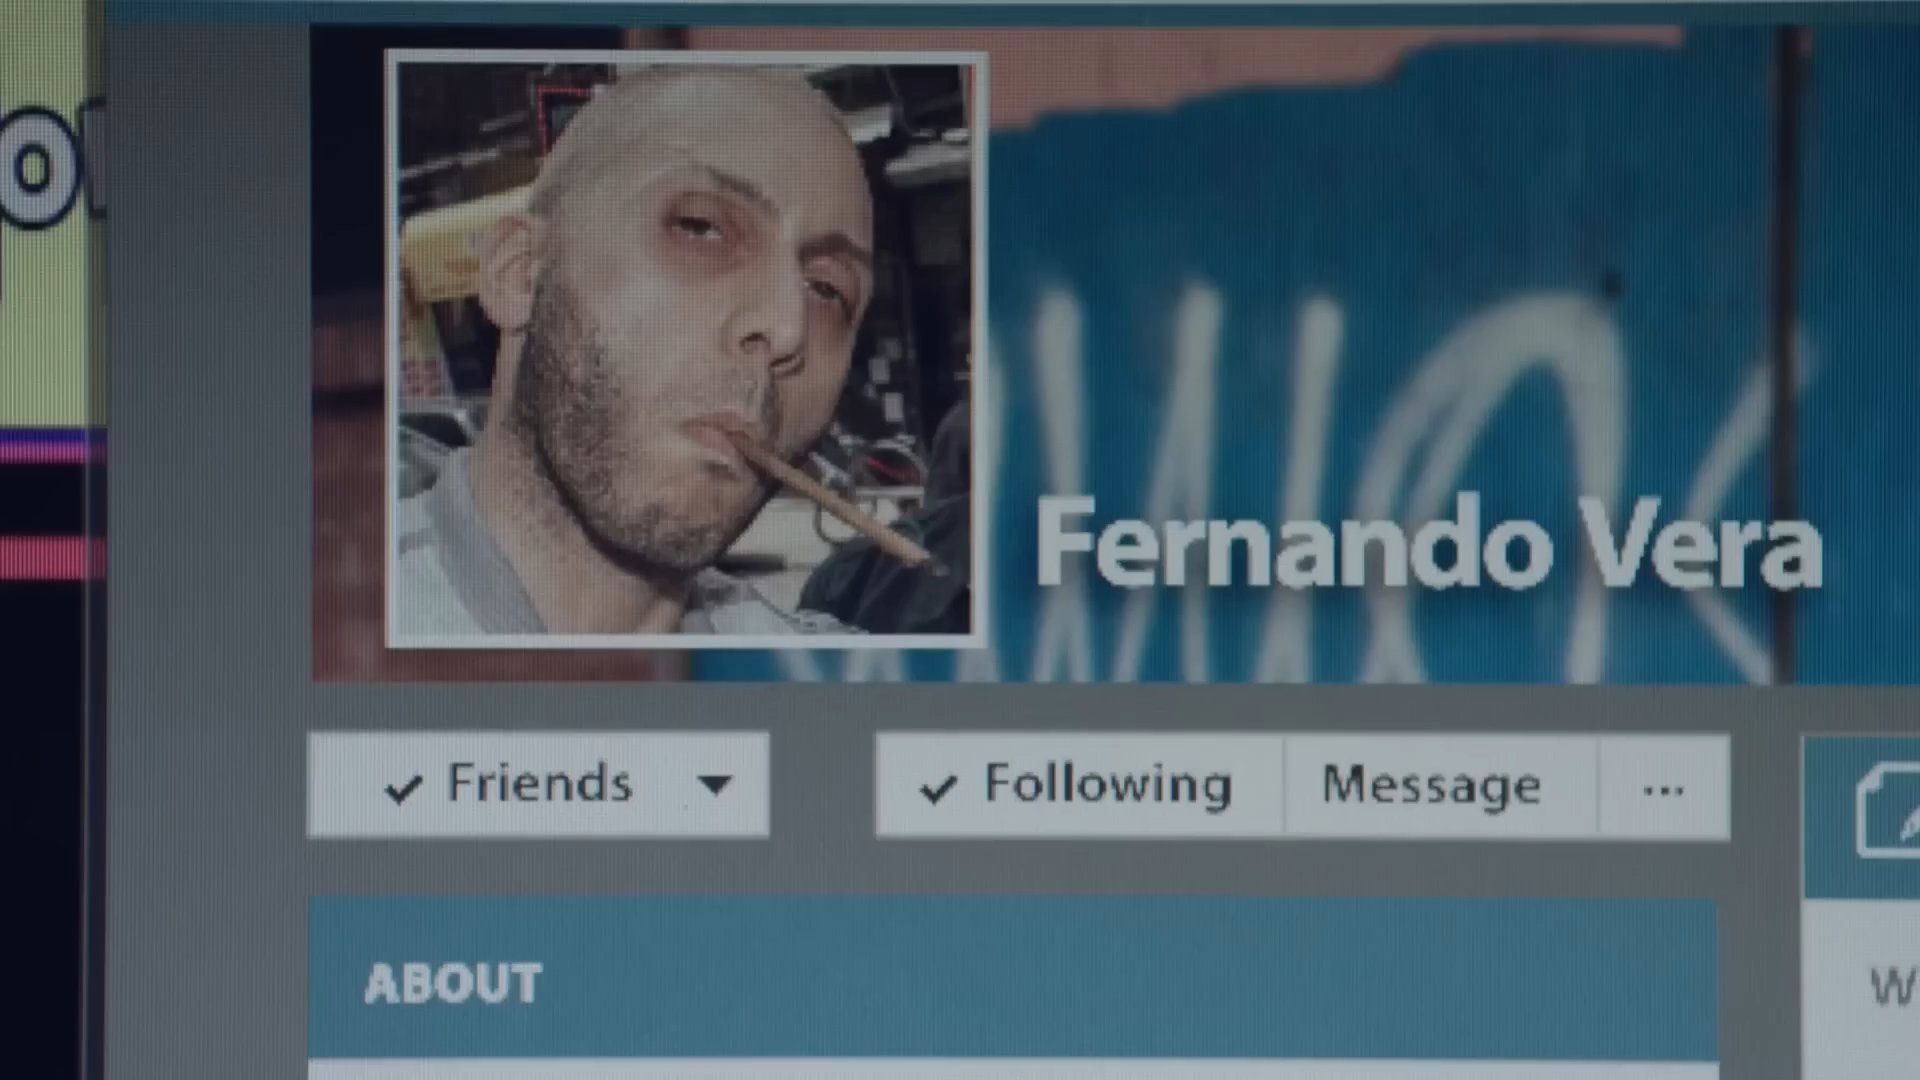 Fernando Vera
Friends
Following
Message
...
ABOUT